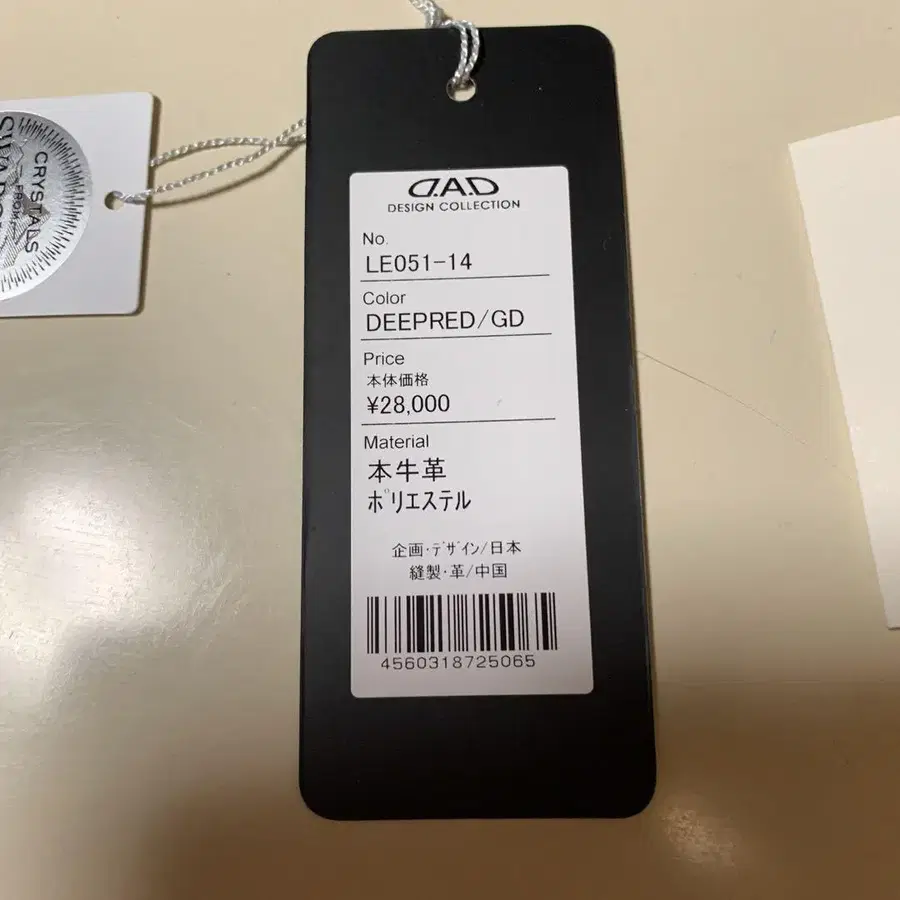 CRYSTALS
FROM
D.A.D
DESIGN COLLECTION
No.
LE051-14
Color
DEEPRED/GD
Price
本体価格
¥28,000
Material
本牛革
ﾎﾟﾘｴｽﾃﾙ
企画･ﾃﾞｻﾞｲﾝ/日本
縫製･革/中国
4560318725065